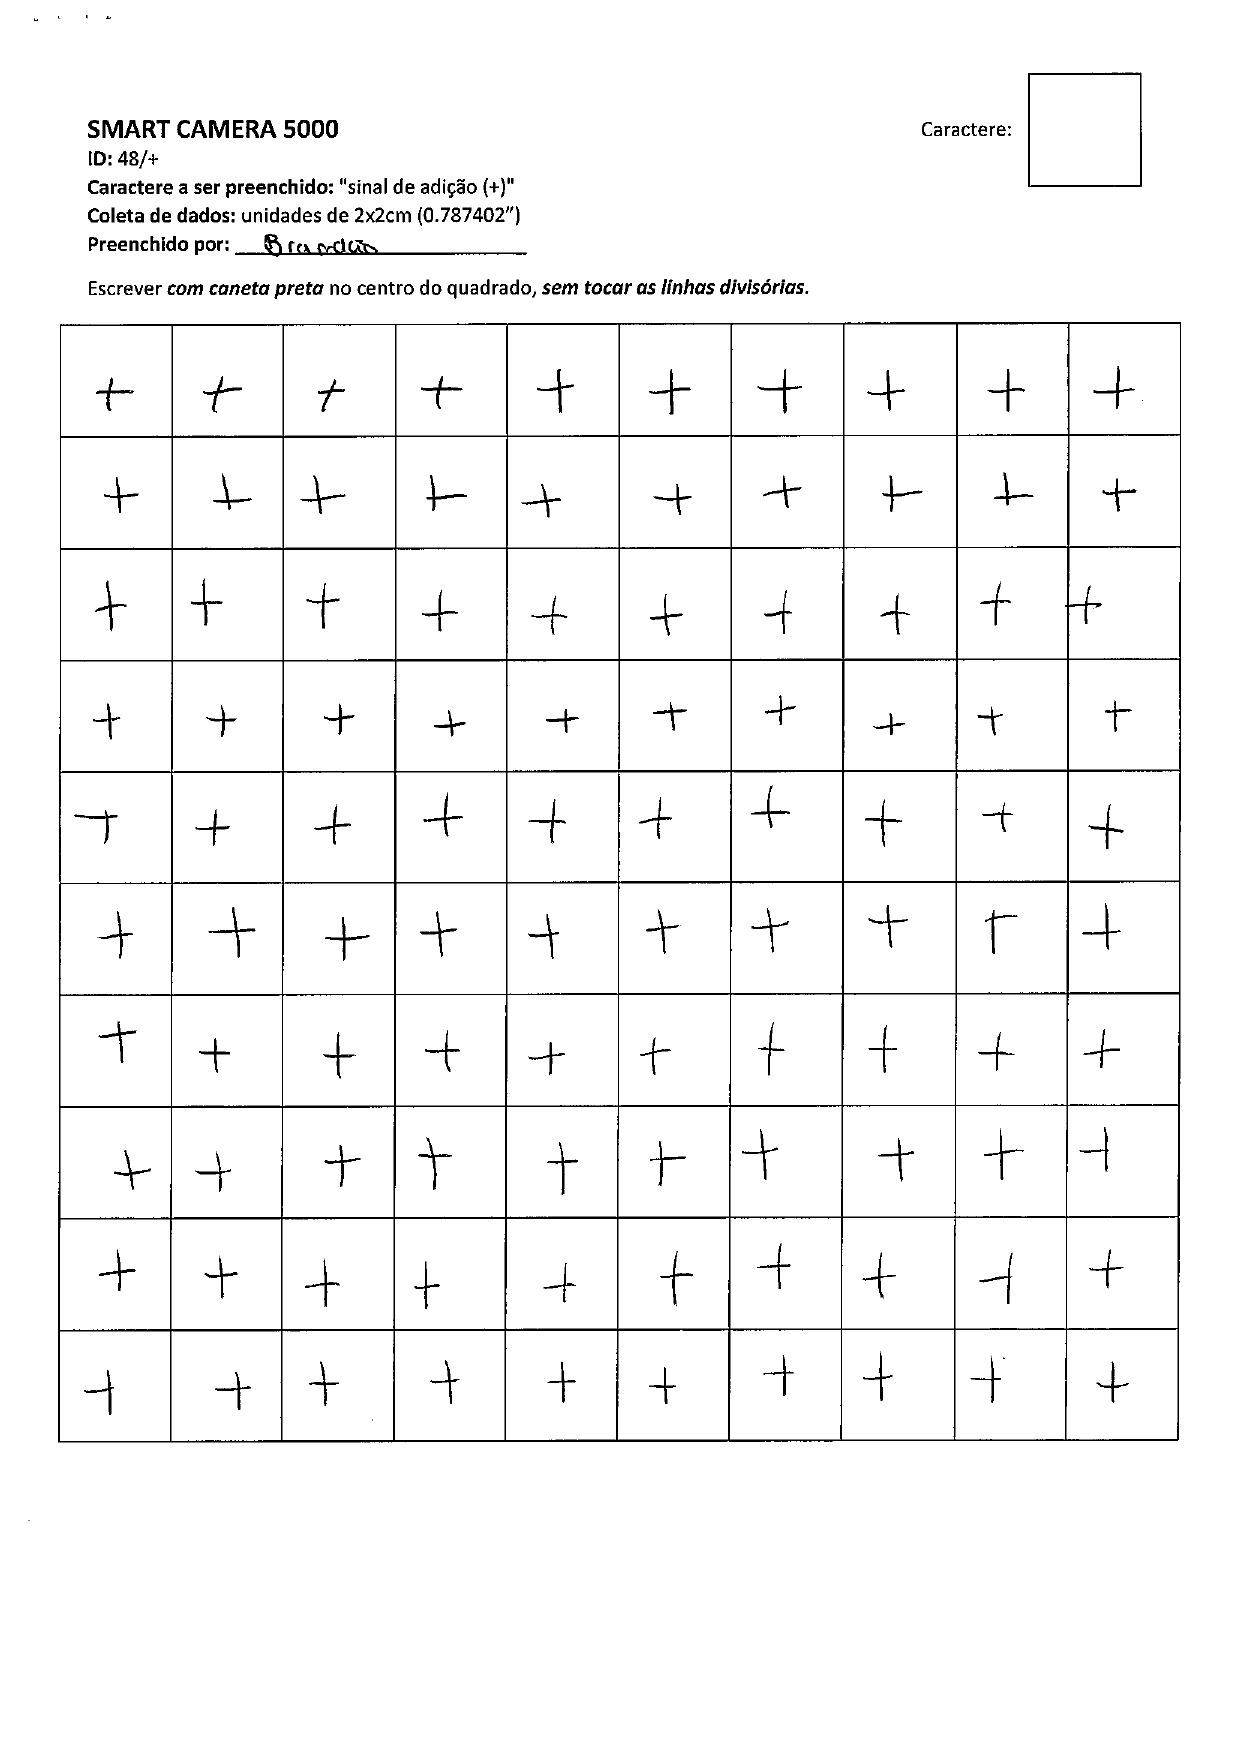 SMART CAMERA 5000
Caractere:
ID: 48/+
Caractere a ser preenchido: "sinal de adição (+)"
Coleta de dados: unidades de 2x2cm (0.787402”)
Preenchido por: Brandão
Escrever com caneta preta no centro do quadrado, sem tocar as linhas divisórias.
+ + + + + + + + + +
+ + + + + + + + + +
+ + + + + + + + + +
+ + + + + + + + + +
+ + + + + + + + + +
+ + + + + + + + + +
+ + + + + + + + + +
+ + + + + + + + + +
+ + + + + + + + + +
+ + + + + + + + + +